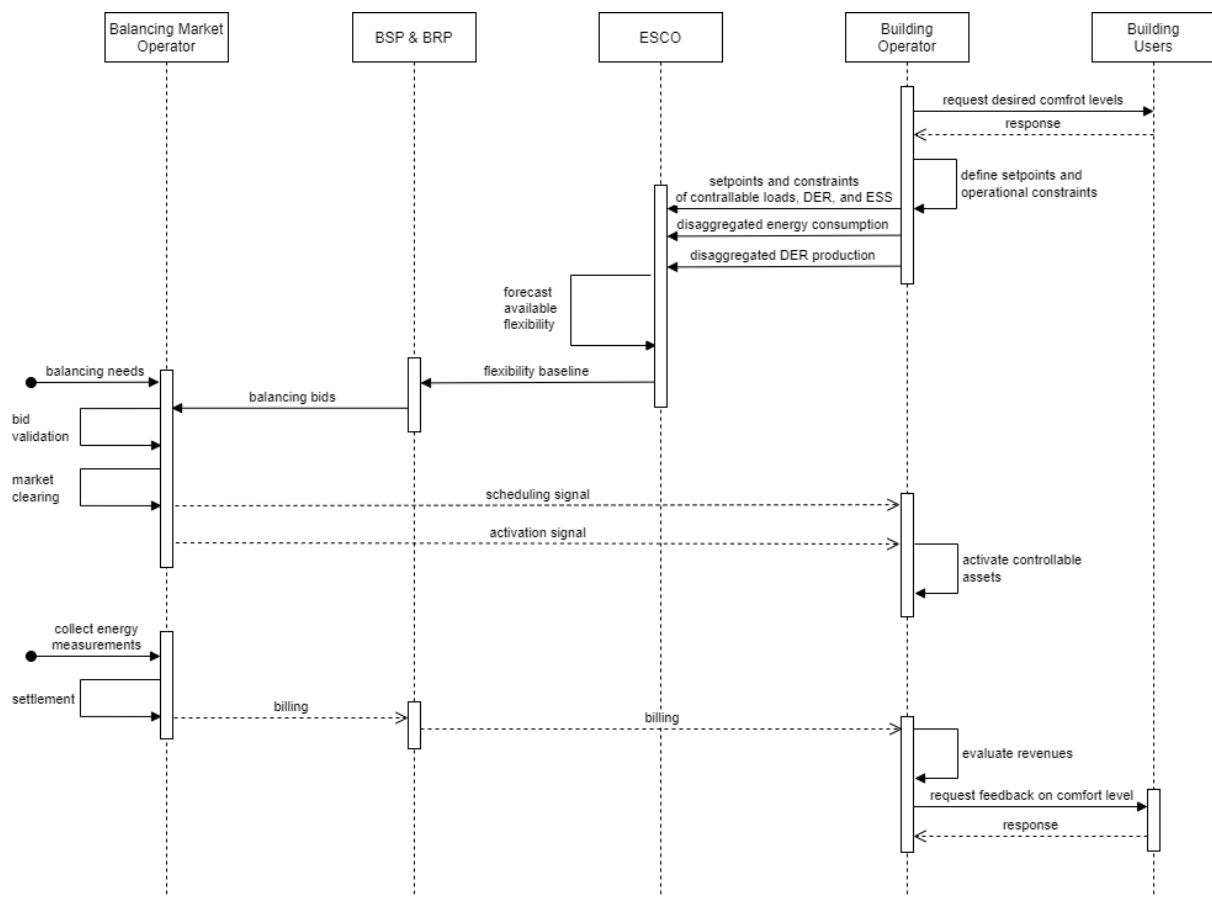 Balancing Market
Operator
BSP & BRP
ESCO
Building
Operator
Building
Users
request desired comfrot levels
response
define setpoints and
operational constraints
setpoints and constraints
of contrallable loads, DER, and ESS
disaggregated energy consumption
disaggregated DER production
forecast
available
flexibility
balancing needs
flexibility baseline
balancing bids
bid
validation
market
clearing
scheduling signal
activation signal
activate controllable
assets
collect energy
measurements
settlement
billing
billing
evaluate revenues
request feedback on comfort level
response